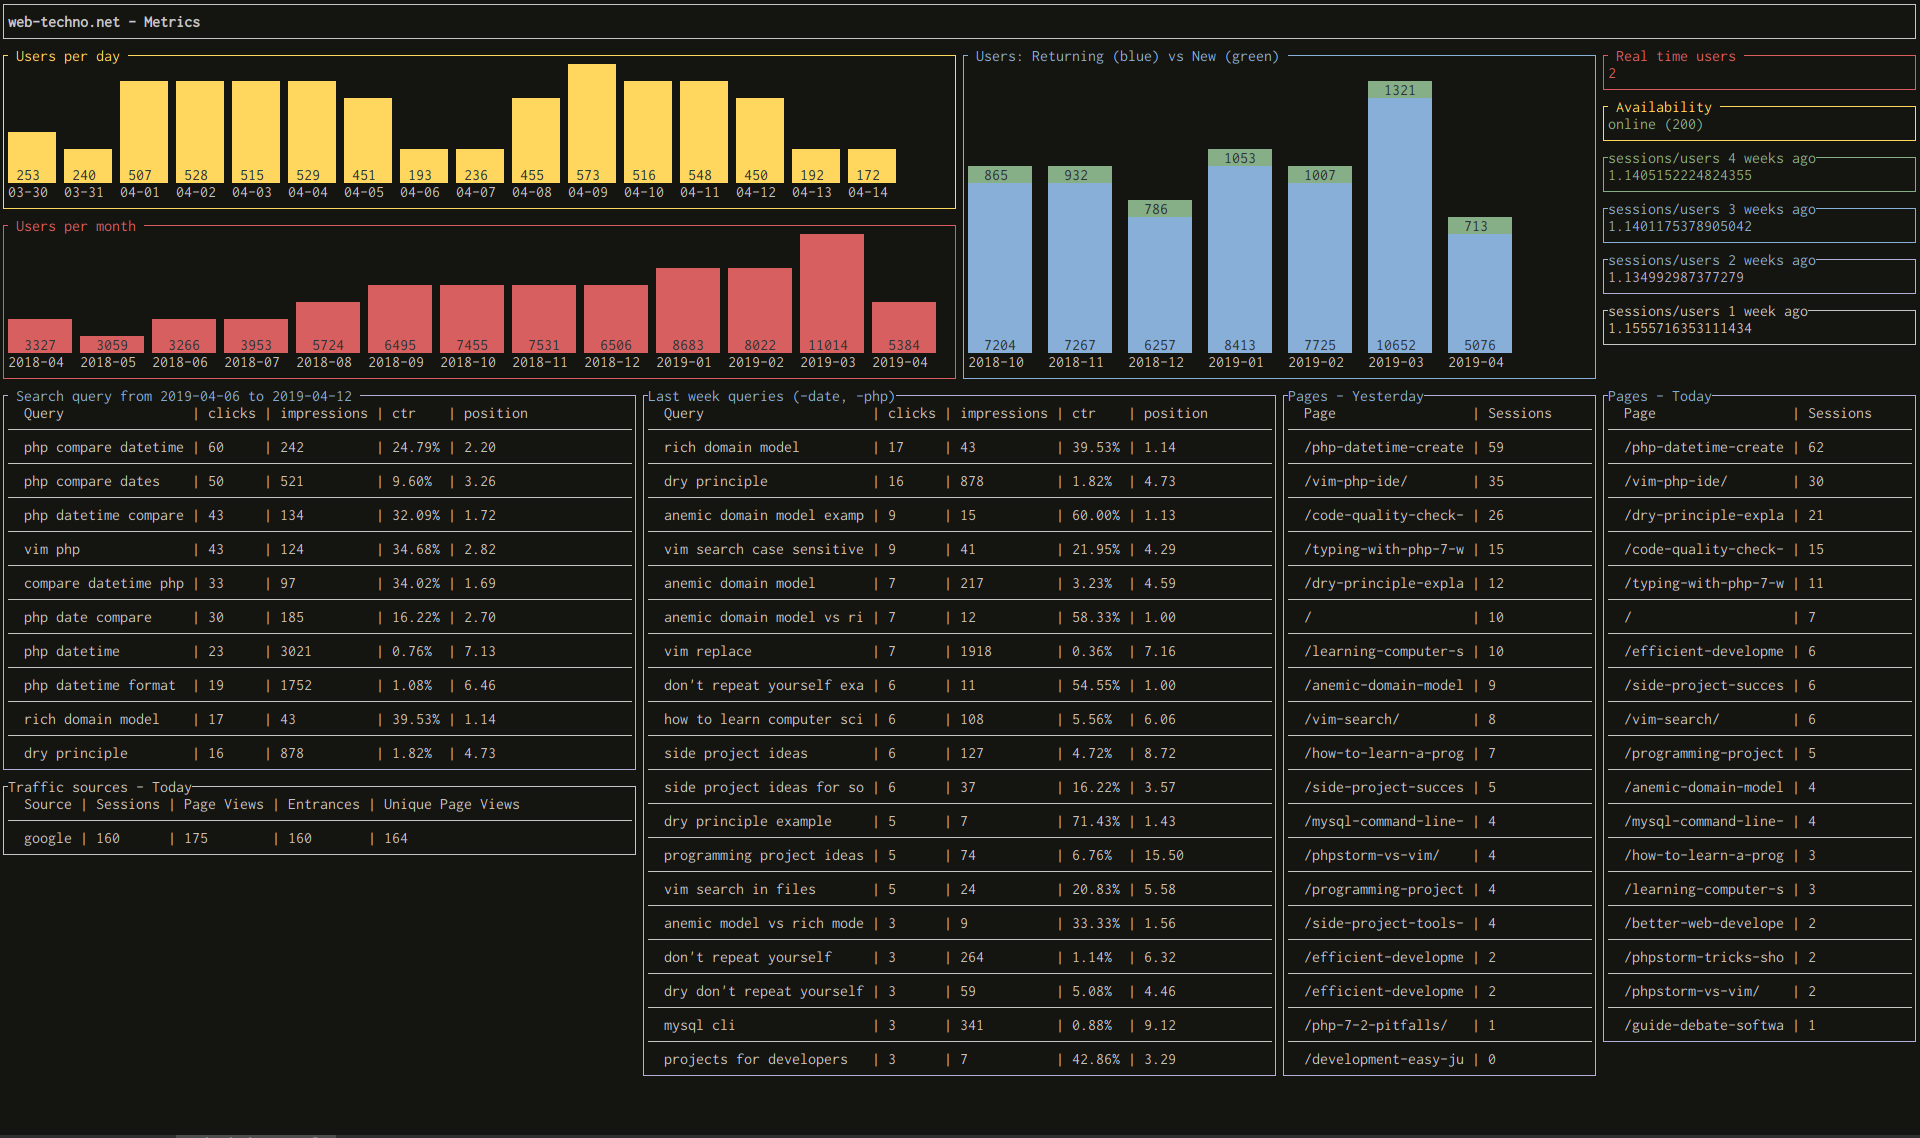 web-techno.net - Metrics
Users per day
253 240 507 528 515 529 451 193 236 455 573 516 548 450 192 172
03-30 03-31 04-01 04-02 04-03 04-04 04-05 04-06 04-07 04-08 04-09 04-10 04-11 04-12 04-13 04-14
Users per month
3327 3059 3266 3953 5724 6495 7455 7531 6506 8683 8022 11014 5384
2018-04 2018-05 2018-06 2018-07 2018-08 2018-09 2018-10 2018-11 2018-12 2019-01 2019-02 2019-03 2019-04
Users: Returning (blue) vs New (green)
865 932 786 1053 1007 1321 713
7204 7267 6257 8413 7725 10652 5076
2018-10 2018-11 2018-12 2019-01 2019-02 2019-03 2019-04
Real time users
2
Availability
online (200)
sessions/users 4 weeks ago
1.1405152224824355
sessions/users 3 weeks ago
1.1401175378905042
sessions/users 2 weeks ago
1.134992987377279
sessions/users 1 week ago
1.1555716353111434
Search query from 2019-04-06 to 2019-04-12
Query | clicks | impressions | ctr | position
php compare datetime | 60 | 242 | 24.79% | 2.20
php compare dates | 50 | 521 | 9.60% | 3.26
php datetime compare | 43 | 134 | 32.09% | 1.72
vim php | 43 | 124 | 34.68% | 2.82
compare datetime php | 33 | 97 | 34.02% | 1.69
php date compare | 30 | 185 | 16.22% | 2.70
php datetime | 23 | 3021 | 0.76% | 7.13
php datetime format | 19 | 1752 | 1.08% | 6.46
rich domain model | 17 | 43 | 39.53% | 1.14
dry principle | 16 | 878 | 1.82% | 4.73
Traffic sources - Today
Source | Sessions | Page Views | Entrances | Unique Page Views
google | 160 | 175 | 160 | 164
Last week queries (-date, -php)
Query | clicks | impressions | ctr | position
rich domain model | 17 | 43 | 39.53% | 1.14
dry principle | 16 | 878 | 1.82% | 4.73
anemic domain model examp | 9 | 15 | 60.00% | 1.13
vim search case sensitive | 9 | 41 | 21.95% | 4.29
anemic domain model | 7 | 217 | 3.23% | 4.59
anemic domain model vs ri | 7 | 12 | 58.33% | 1.00
vim replace | 7 | 1918 | 0.36% | 7.16
don't repeat yourself exa | 6 | 11 | 54.55% | 1.00
how to learn computer sci | 6 | 108 | 5.56% | 6.06
side project ideas | 6 | 127 | 4.72% | 8.72
side project ideas for so | 6 | 37 | 16.22% | 3.57
dry principle example | 5 | 7 | 71.43% | 1.43
programming project ideas | 5 | 74 | 6.76% | 15.50
vim search in files | 5 | 24 | 20.83% | 5.58
anemic model vs rich mode | 3 | 9 | 33.33% | 1.56
don't repeat yourself | 3 | 264 | 1.14% | 6.32
dry don't repeat yourself | 3 | 59 | 5.08% | 4.46
mysql cli | 3 | 341 | 0.88% | 9.12
projects for developers | 3 | 7 | 42.86% | 3.29
Pages - Yesterday
Page | Sessions
/php-datetime-create | 59
/vim-php-ide/ | 35
/code-quality-check- | 26
/typing-with-php-7-w | 15
/dry-principle-expla | 12
/ | 10
/learning-computer-s | 10
/anemic-domain-model | 9
/vim-search/ | 8
/how-to-learn-a-prog | 7
/side-project-succes | 5
/mysql-command-line- | 4
/phpstorm-vs-vim/ | 4
/programming-project | 4
/side-project-tools- | 4
/efficient-developme | 2
/efficient-developme | 2
/php-7-2-pitfalls/ | 1
/development-easy-ju | 0
Pages - Today
Page | Sessions
/php-datetime-create | 62
/vim-php-ide/ | 30
/dry-principle-expla | 21
/code-quality-check- | 15
/typing-with-php-7-w | 11
/ | 7
/efficient-developme | 6
/side-project-succes | 6
/vim-search/ | 6
/programming-project | 5
/anemic-domain-model | 4
/mysql-command-line- | 4
/how-to-learn-a-prog | 3
/learning-computer-s | 3
/better-web-develope | 2
/phpstorm-tricks-sho | 2
/phpstorm-vs-vim/ | 2
/guide-debate-softwa | 1